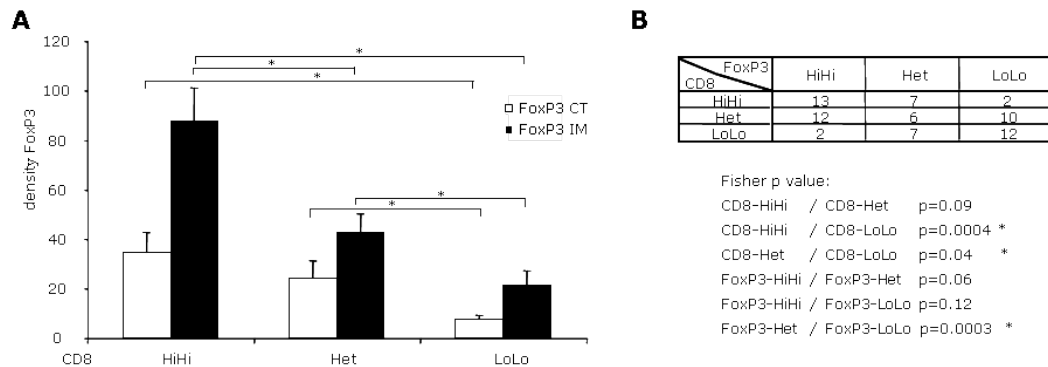 A
120
100
80
60
40
20
0
density FoxP3
* 
*
*
*
*
FoxP3 CT
FoxP3 IM
CD8 HiHi Het LoLo
B
FoxP3
CD8
HiHi Het LoLo
HiHi 13 7 2
Het 12 6 10
LoLo 2 7 12
Fisher p value:
CD8-HiHi / CD8-Het p=0.09
CD8-HiHi / CD8-LoLo p=0.0004 *
CD8-Het / CD8-LoLo p=0.04 *
FoxP3-HiHi / FoxP3-Het p=0.06
FoxP3-HiHi / FoxP3-LoLo p=0.12
FoxP3-Het / FoxP3-LoLo p=0.0003 *